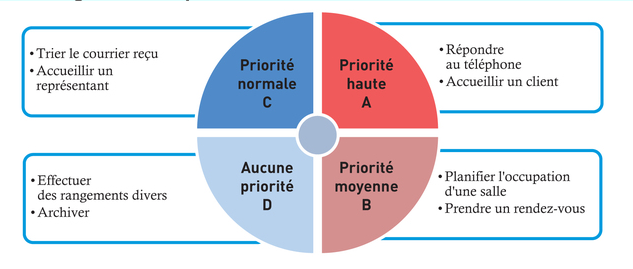 • Trier le courrier reçu
• Accueillir un
représentant
Priorité
normale
C
Priorité
haute
A
• Répondre
au téléphone
• Accueillir un client
• Effectuer
des rangements divers
• Archiver
Aucune
priorité
D
Priorité
moyenne
B
• Planifier l'occupation
d'une salle
• Prendre un rendez-vous